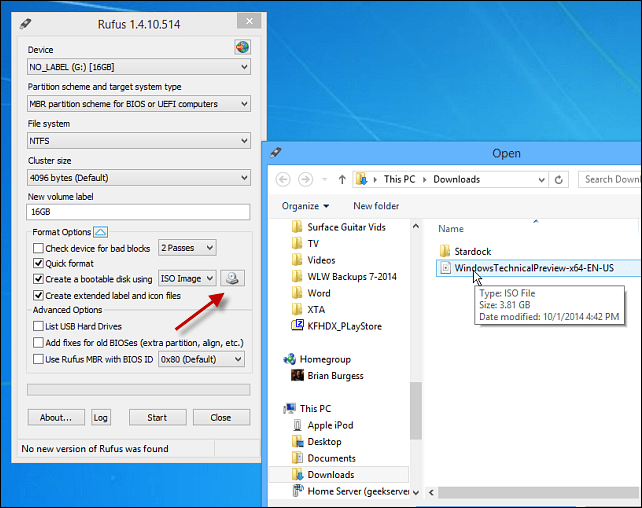 Rufus 1.4.10.514
Device
NO_LABEL (G:) [16GB]
Partition scheme and target system type
MBR partition scheme for BIOS or UEFI computers
File system
NTFS
Cluster size
4096 bytes (Default)
New volume label
16GB
Format Options
Check device for bad blocks
2 Passes
Quick format
Create a bootable disk using
ISO Image
Create extended label and icon files
Advanced Options
List USB Hard Drives
Add fixes for old BIOSes (extra partition, align, etc.)
Use Rufus MBR with BIOS ID
0x80 (Default)
About...
Log
Start
Close
No new version of Rufus was found
Open
This PC
Downloads
Search Down
Organize
New folder
Surface Guitar Vids
TV
Videos
WLW Backups 7-2014
Word
XTA
KFHDX_PLayStore
Homegroup
Brian Burgess
This PC
Apple iPod
Desktop
Documents
Downloads
Home Server (geekserver
Name
Stardock
WindowsTechnicalPreview-x64-EN-US
Type: ISO File
Size: 3.81 GB
Date modified: 10/1/2014 4:42 PM